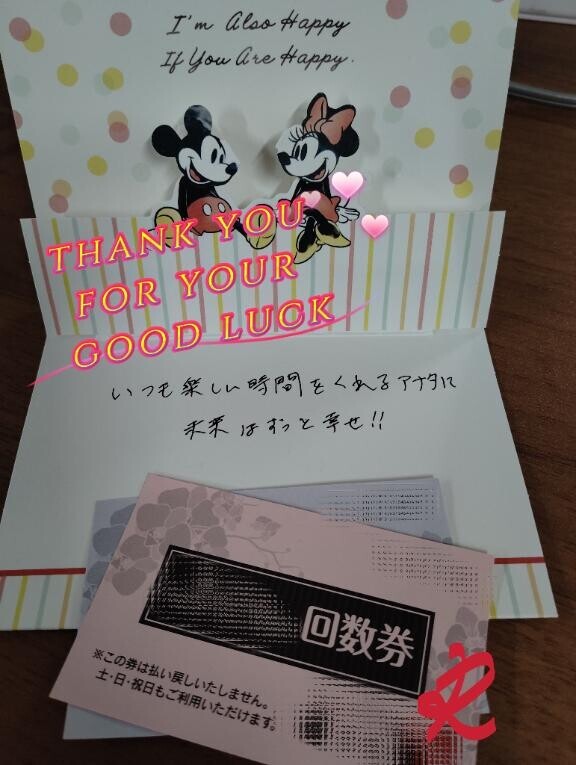 I'm Also Happy
If You Are Happy.
THANK YOU
FOR YOUR
GOOD LUCK
いつも楽しい時間をくれるアナタに
未来はずっと幸せ!!
回数券
※この券は払い戻しいたしません。
土・日・祝日もご利用いただけます。